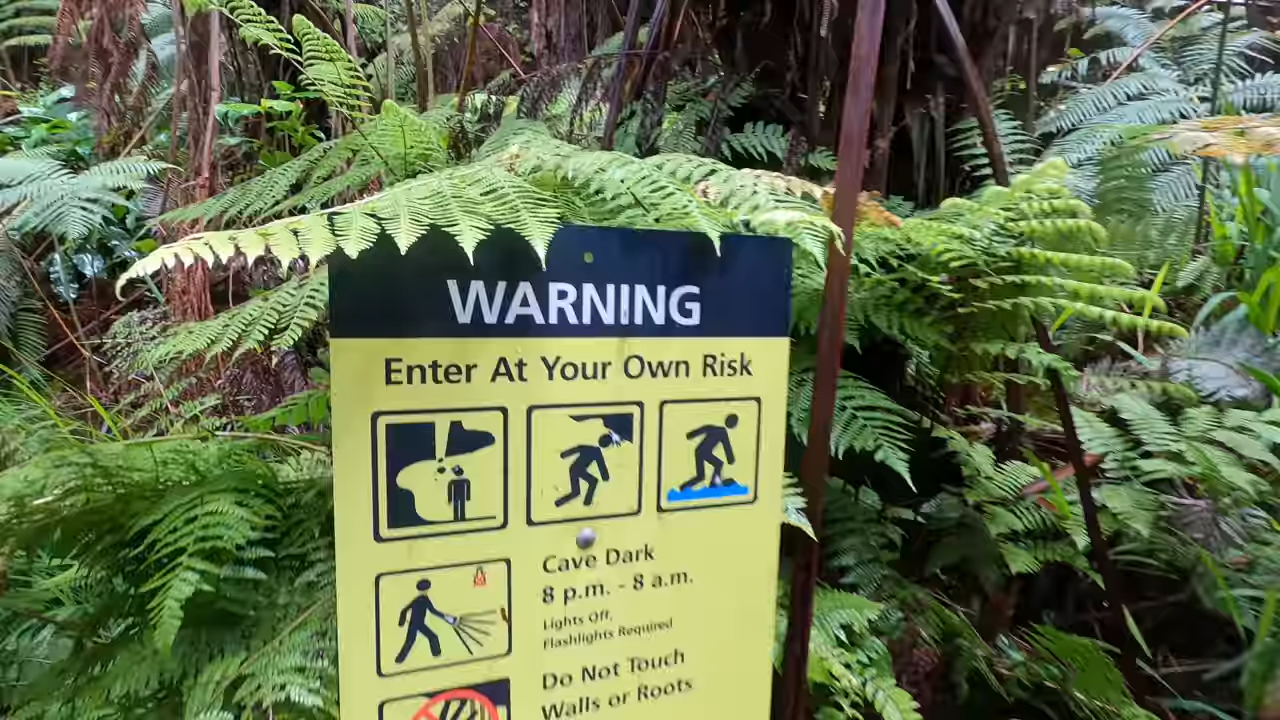 WARNING
Enter At Your Own Risk
Cave Dark
8 p.m. - 8 a.m.
Lights Off,
Flashlights Required
Do Not Touch
Walls or Roots